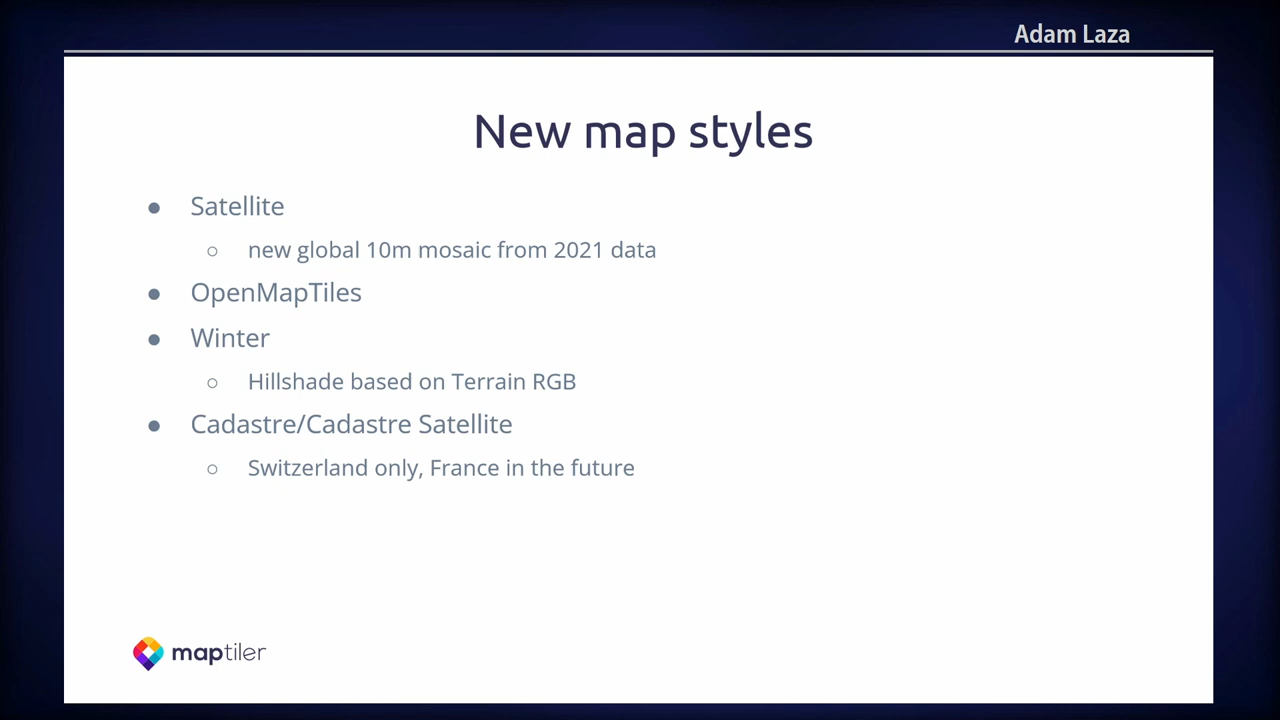 Adam Laza
New map styles
● Satellite
○ new global 10m mosaic from 2021 data
● OpenMapTiles
● Winter
○ Hillshade based on Terrain RGB
● Cadastre/Cadastre Satellite
○ Switzerland only, France in the future
maptiler